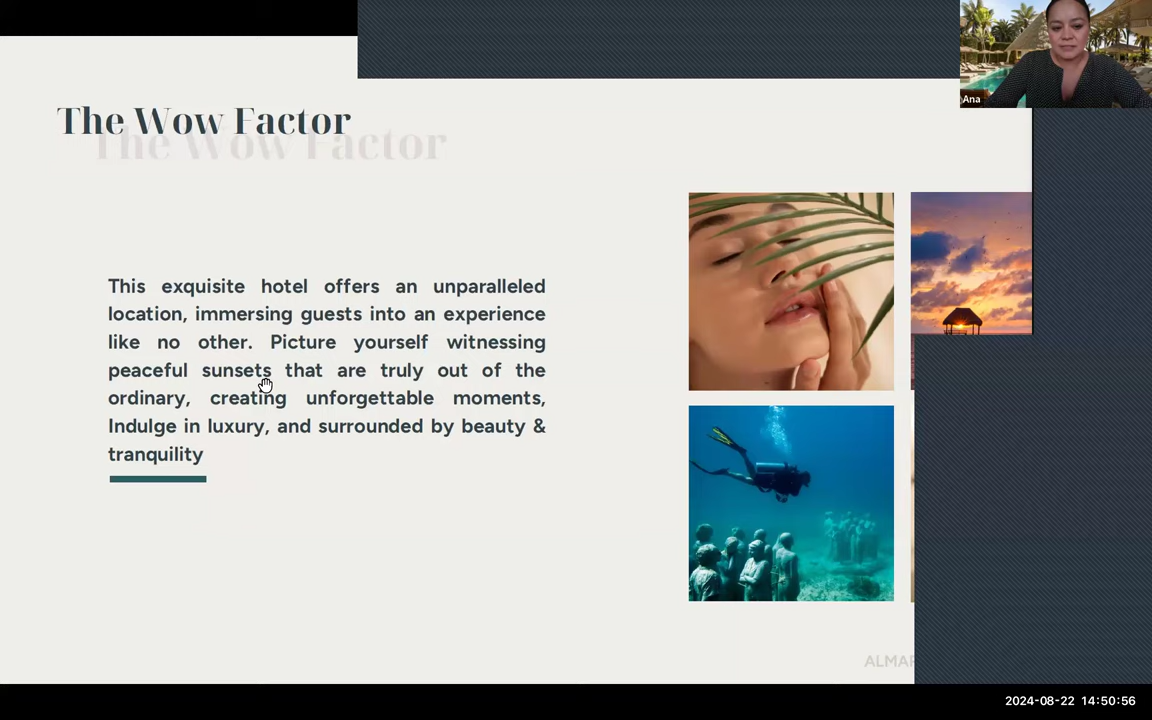 Ana
The Wow Factor
The Wow Factor
This exquisite hotel offers an unparalleled
location, immersing guests into an experience
like no other. Picture yourself witnessing
peaceful sunsets that are truly out of the
ordinary, creating unforgettable moments,
Indulge in luxury, and surrounded by beauty &
tranquility
2024-08-22 14:50:56